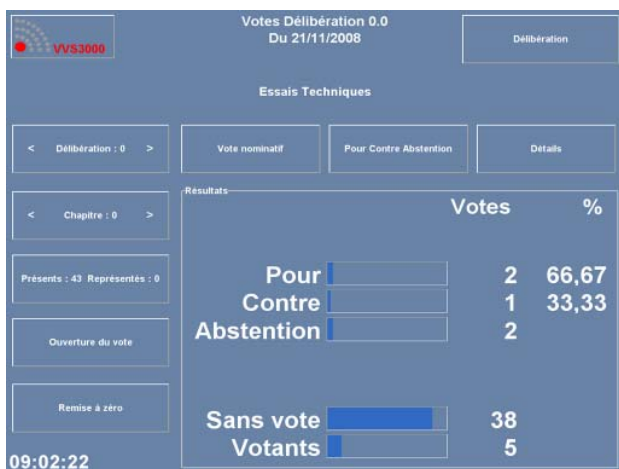 VVS3000
Votes Délibération 0.0
Du 21/11/2008
Délibération
Essais Techniques
< Délibération : 0 >
Vote nominatif
Pour Contre Abstention
Détails
< Chapitre : 0 >
Présents : 43 Représentés : 0
Ouverture du vote
Remise à zéro
09:02:22
Résultats
Votes %
Pour 2 66,67
Contre 1 33,33
Abstention 2
Sans vote 38
Votants 5